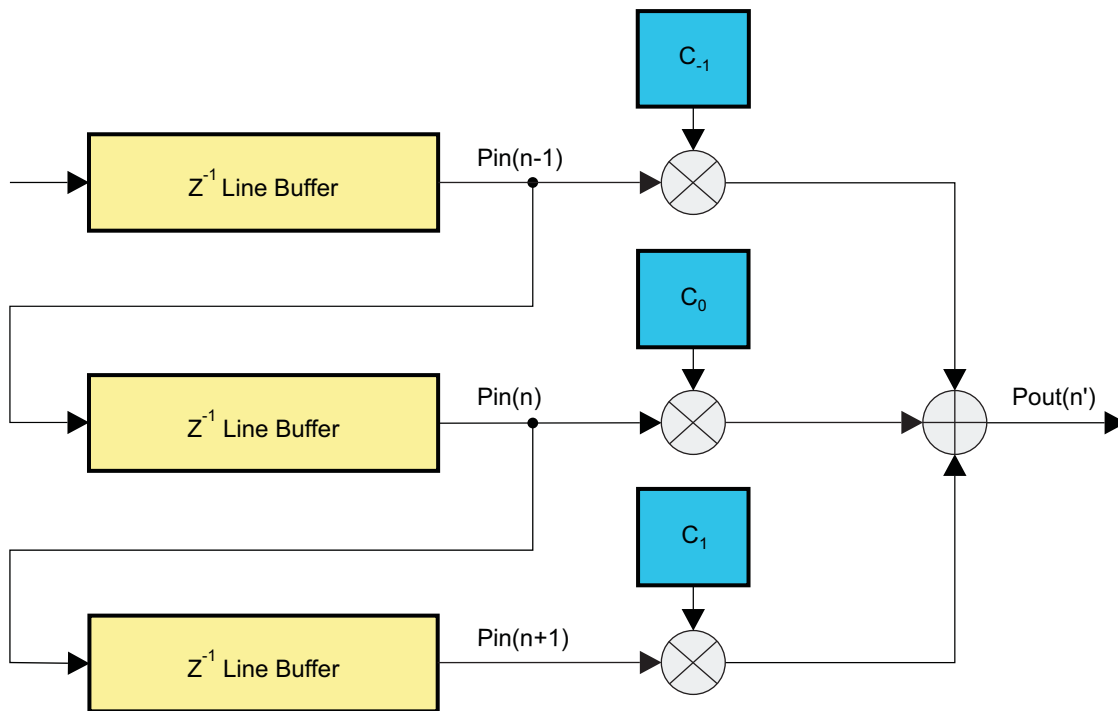 C₋₁
Pin(n-1)
Z⁻¹ Line Buffer
C₀
Pin(n)
Pout(n')
Z⁻¹ Line Buffer
C₁
Pin(n+1)
Z⁻¹ Line Buffer